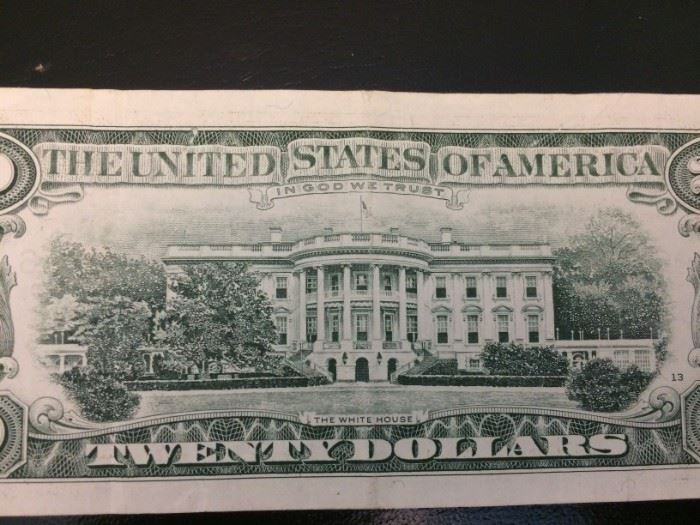 THE UNITED STATES OF AMERICA
IN GOD WE TRUST
13
THE WHITE HOUSE
TWENTY DOLLARS